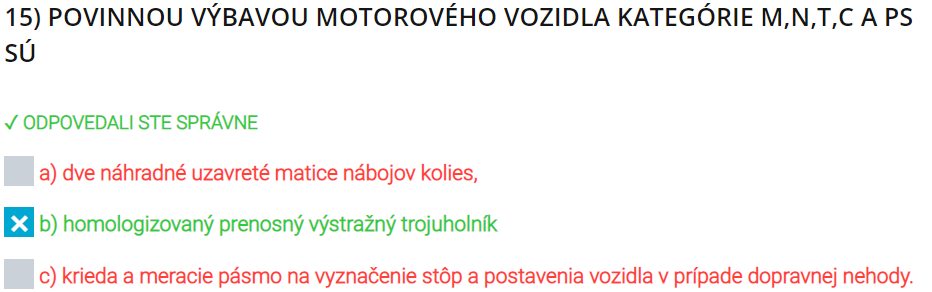 15) POVINNOU VÝBAVOU MOTOROVÉHO VOZIDLA KATEGÓRIE M,N,T,C A PS
SÚ
✓ ODPOVEDALI STE SPRÁVNE
a) dve náhradné uzavreté matice nábojov kolies,
b) homologizovaný prenosný výstražný trojuholník
c) krieda a meracie pásmo na vyznačenie stôp a postavenia vozidla v prípade dopravnej nehody.